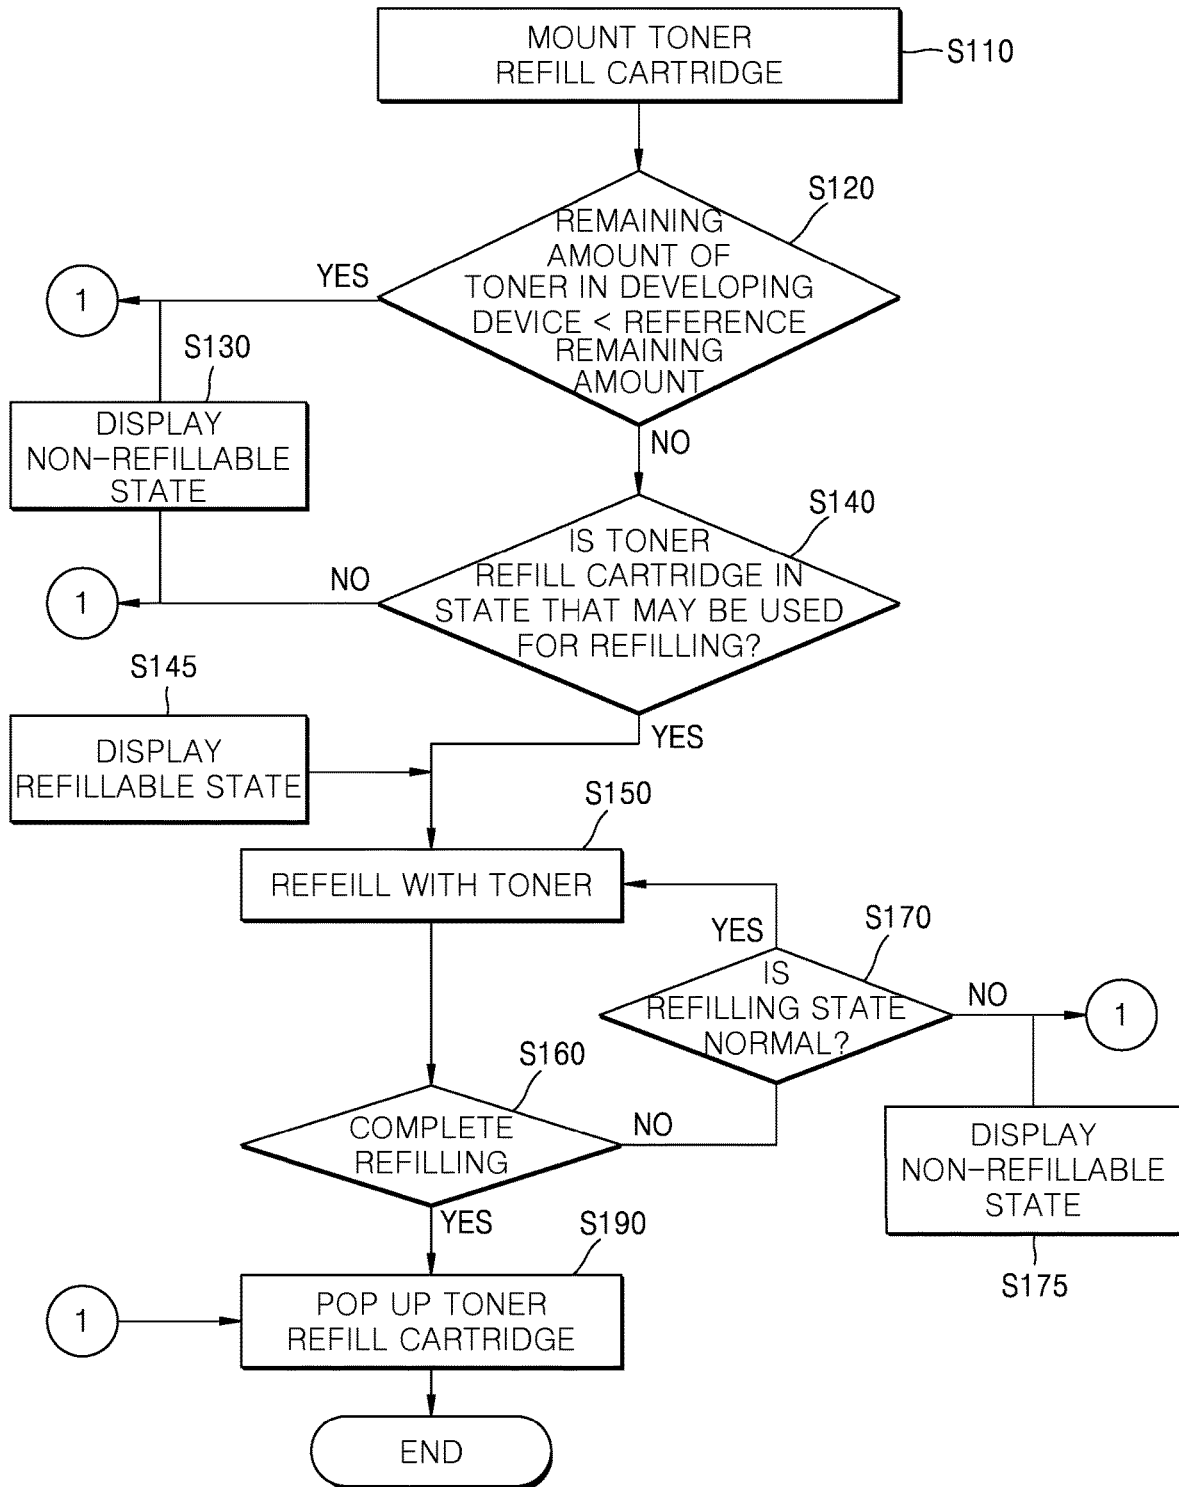 MOUNT TONER
REFILL CARTRIDGE
S110
S120
REMAINING
AMOUNT OF
TONER IN DEVELOPING
DEVICE < REFERENCE
REMAINING
AMOUNT
YES
1
S130
DISPLAY
NON-REFILLABLE
STATE
NO
S140
IS TONER
REFILL CARTRIDGE IN
STATE THAT MAY BE USED
FOR REFILLING?
NO
1
S145
YES
DISPLAY
REFILLABLE STATE
S150
REFEILL WITH TONER
YES
S170
IS
REFILLING STATE
NORMAL?
NO
1
S160
COMPLETE
REFILLING
NO
DISPLAY
NON-REFILLABLE
STATE
S175
YES
S190
1
POP UP TONER
REFILL CARTRIDGE
END